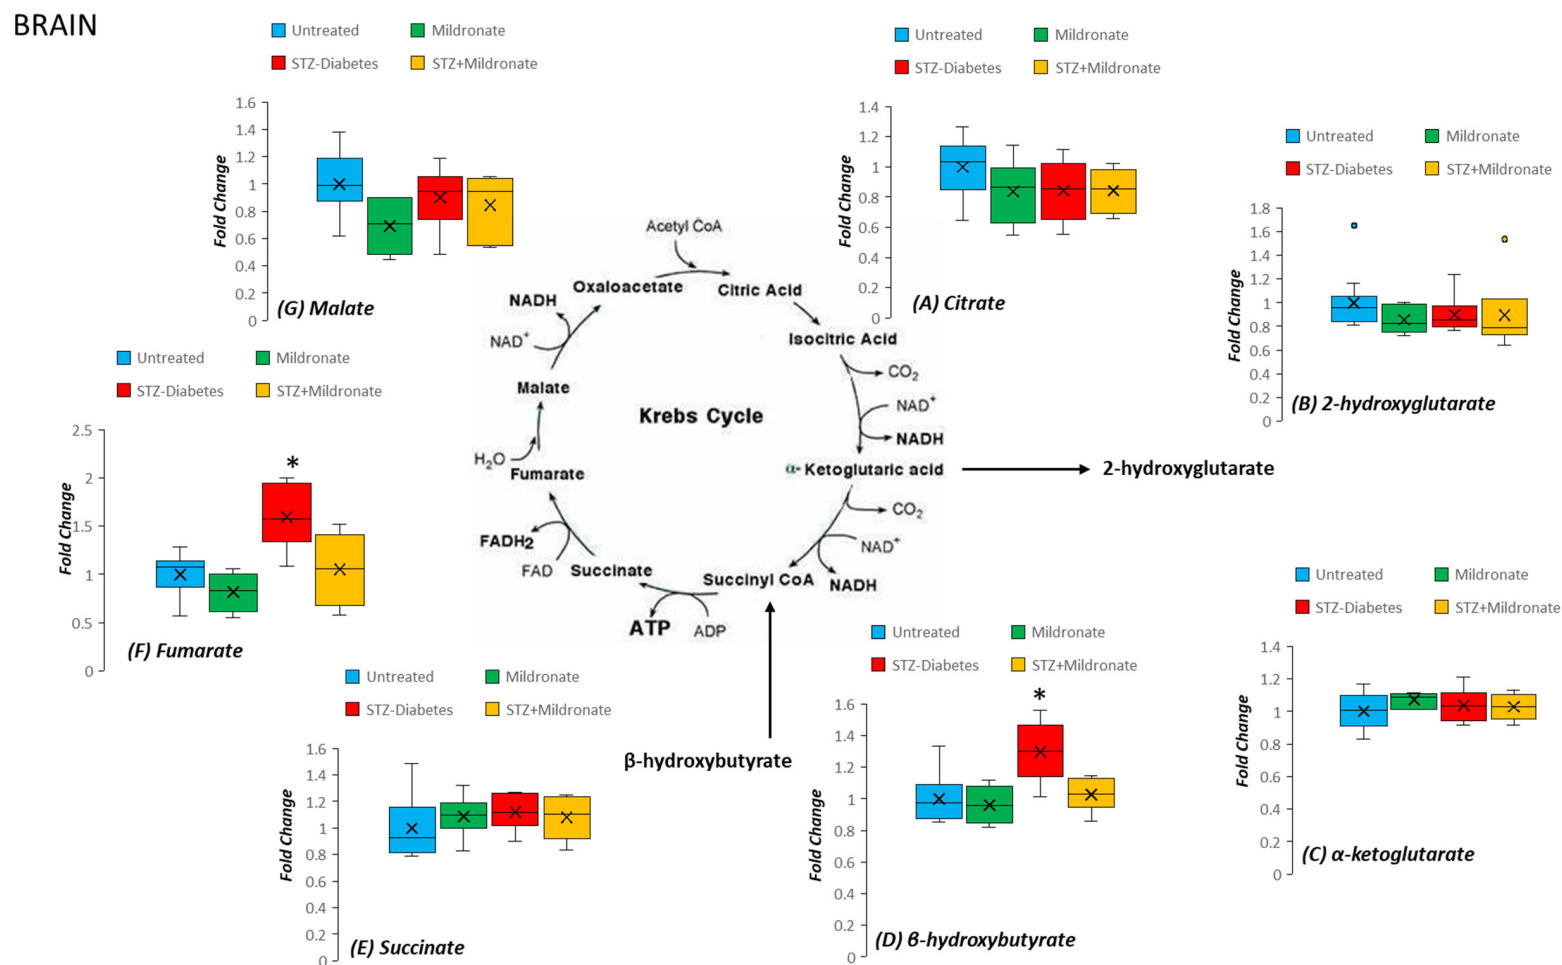 BRAIN
Untreated Mildronate
STZ-Diabetes STZ+Mildronate
1.6
1.4
1.2
1
0.8
0.6
0.4
0.2
0
Fold Change
(G) Malate
Untreated Mildronate
STZ-Diabetes STZ+Mildronate
1.4
1.2
1
0.8
0.6
0.4
0.2
0
Fold Change
(A) Citrate
Untreated Mildronate
STZ-Diabetes STZ+Mildronate
1.8
1.6
1.4
1.2
1
0.8
0.6
0.4
0.2
0
Fold Change
(B) 2-hydroxyglutarate
Acetyl CoA
Oxaloacetate
Citric Acid
Isocitric Acid
CO2
NAD+
NADH
α-Ketoglutaric acid
2-hydroxyglutarate
CO2
NAD+
NADH
Succinyl CoA
ADP
ATP
Succinate
FAD
FADH2
Fumarate
H2O
Malate
NAD+
NADH
Krebs Cycle
β-hydroxybutyrate
Untreated Mildronate
STZ-Diabetes STZ+Mildronate
2.5
2
1.5
1
0.5
0
Fold Change
*
(F) Fumarate
Untreated Mildronate
STZ-Diabetes STZ+Mildronate
1.6
1.4
1.2
1
0.8
0.6
0.4
0.2
0
Fold Change
(E) Succinate
Untreated Mildronate
STZ-Diabetes STZ+Mildronate
1.6
1.4
1.2
1
0.8
0.6
0.4
0.2
0
Fold Change
*
(D) β-hydroxybutyrate
Untreated Mildronate
STZ-Diabetes STZ+Mildronate
1.4
1.2
1
0.8
0.6
0.4
0.2
0
Fold Change
(C) α-ketoglutarate